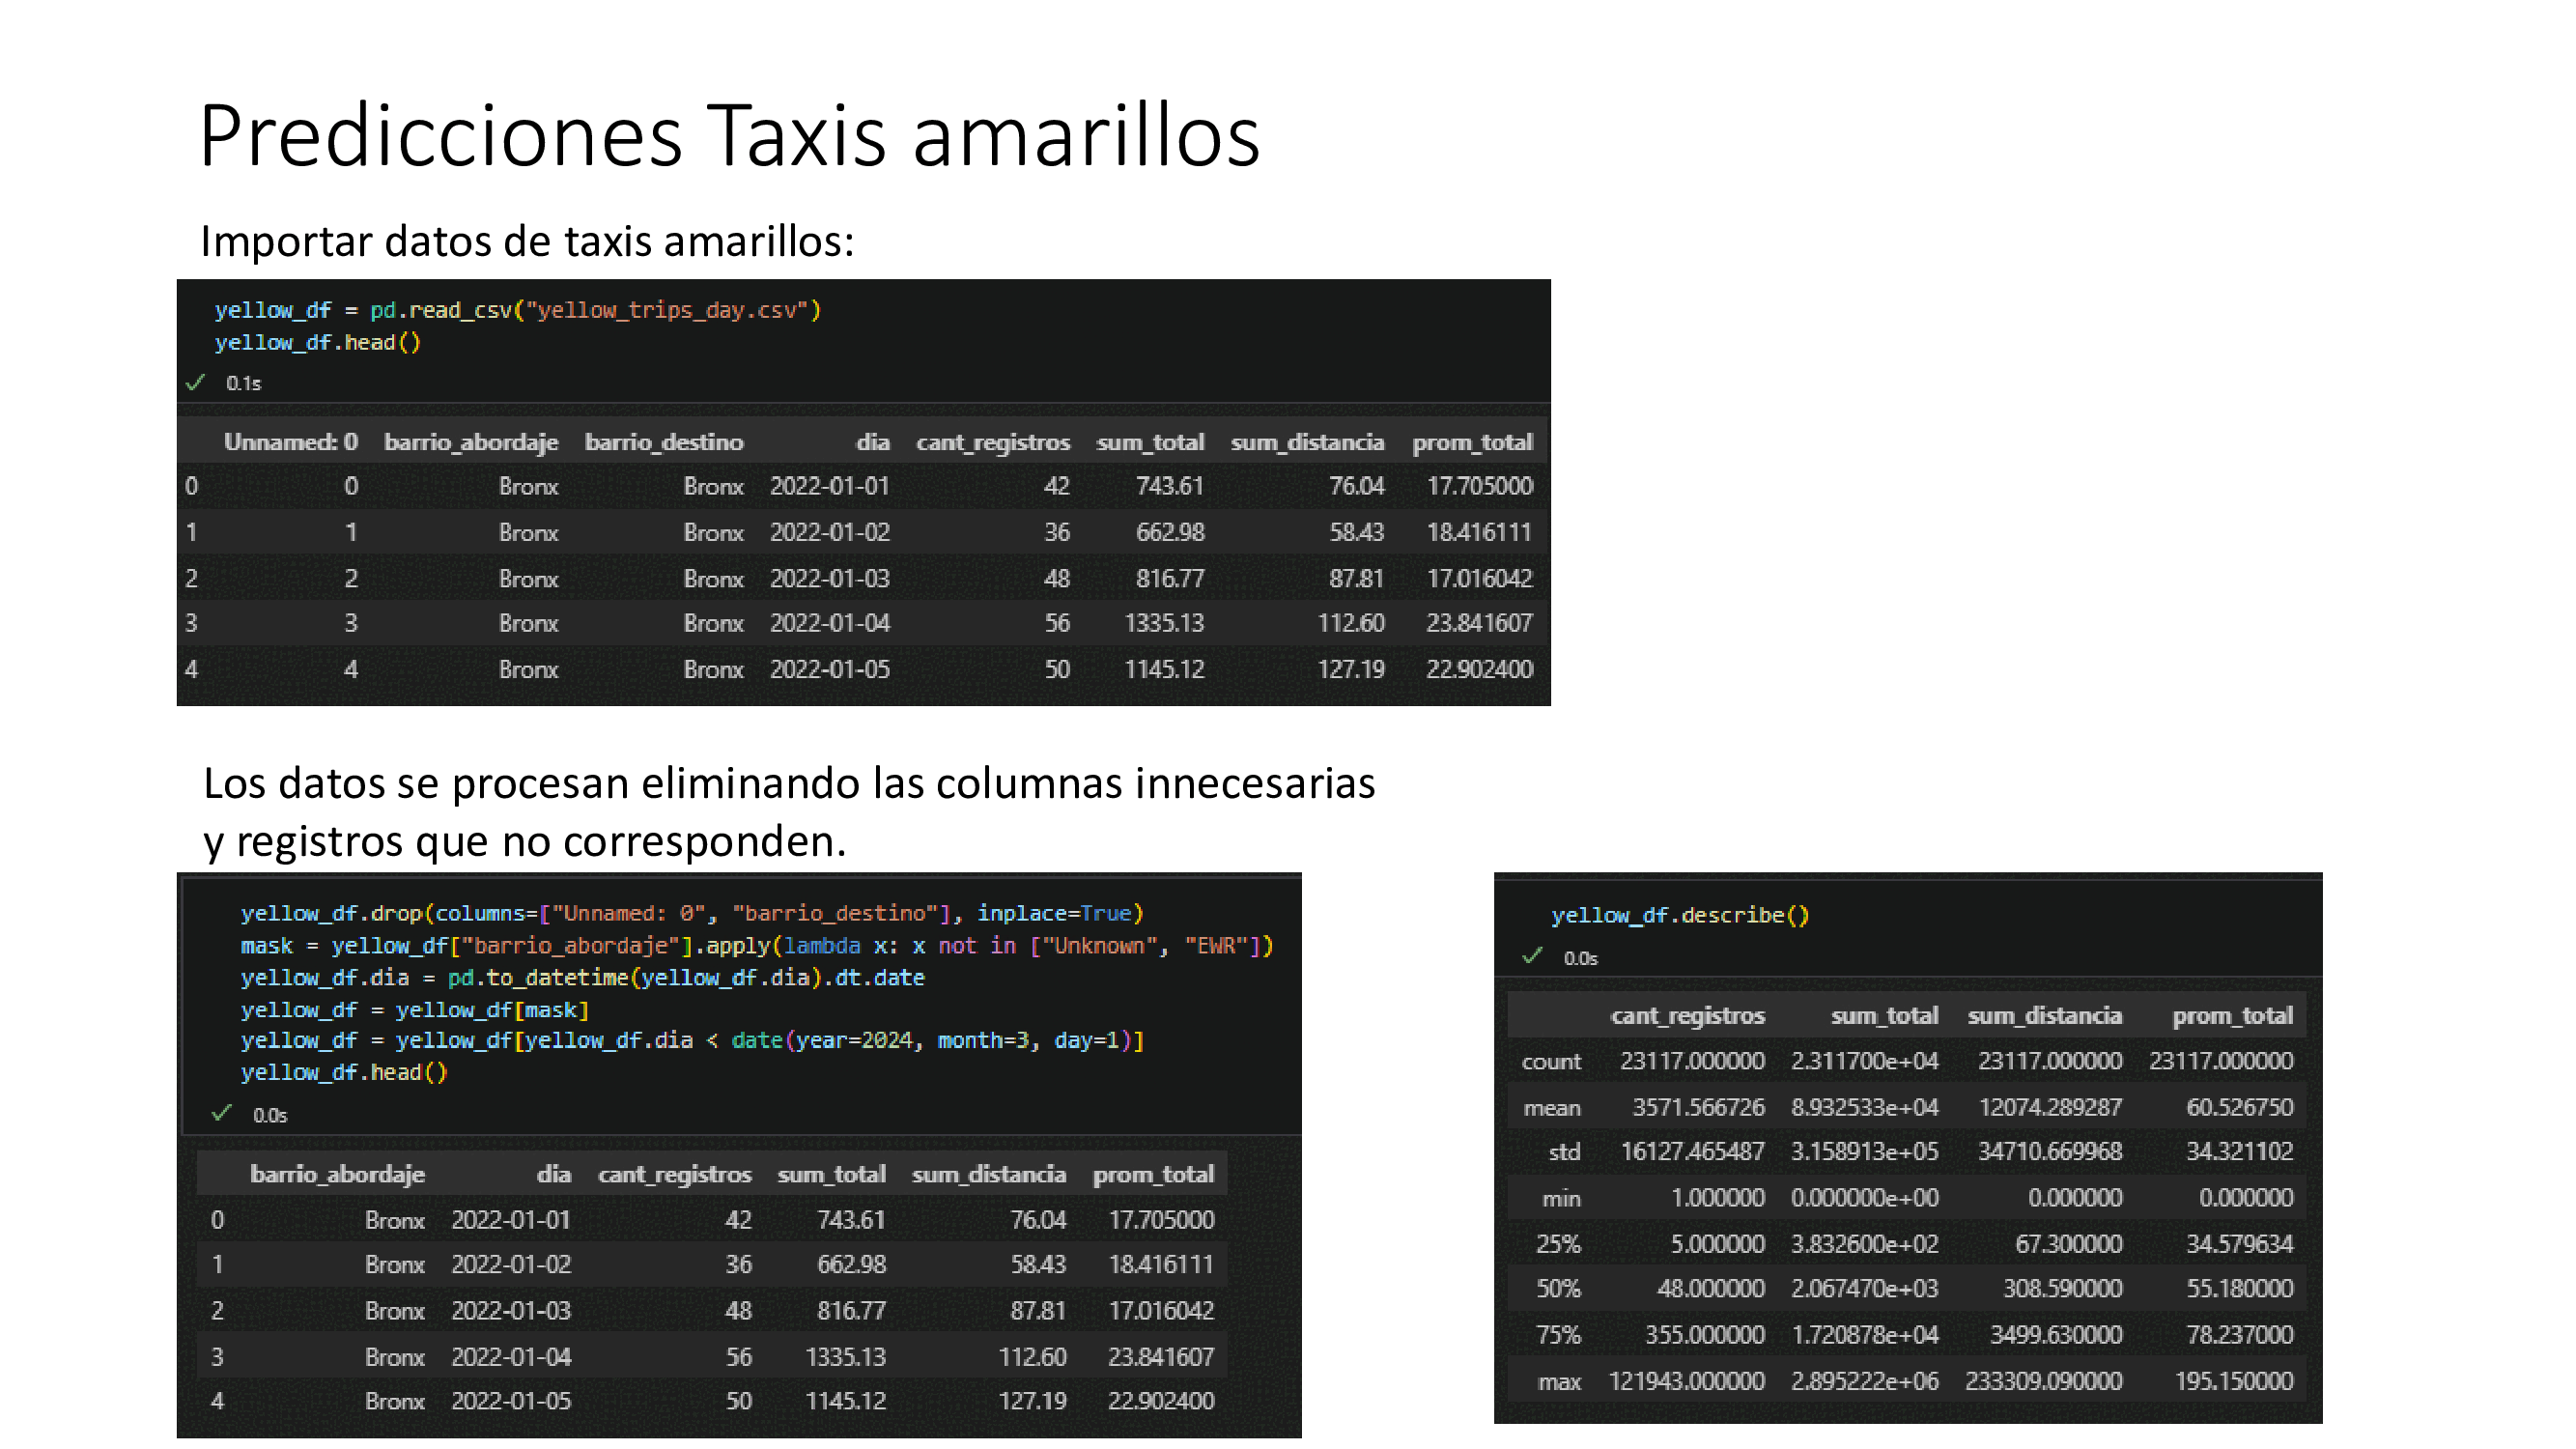 Predicciones Taxis amarillos
Importar datos de taxis amarillos:
yellow_df = pd.read_csv("yellow_trips_day.csv")
yellow_df.head()
0.1s
Unnamed: 0 barrio_abordaje barrio_destino dia cant_registros sum_total sum_distancia prom_total
0 0 Bronx Bronx 2022-01-01 42 743.61 76.04 17.705000
1 1 Bronx Bronx 2022-01-02 36 662.98 58.43 18.416111
2 2 Bronx Bronx 2022-01-03 48 816.77 87.81 17.016042
3 3 Bronx Bronx 2022-01-04 56 1335.13 112.60 23.841607
4 4 Bronx Bronx 2022-01-05 50 1145.12 127.19 22.902400
Los datos se procesan eliminando las columnas innecesarias
y registros que no corresponden.
yellow_df.drop(columns=["Unnamed: 0", "barrio_destino"], inplace=True)
mask = yellow_df["barrio_abordaje"].apply(lambda x: x not in ["Unknown", "EWR"])
yellow_df.dia = pd.to_datetime(yellow_df.dia).dt.date
yellow_df = yellow_df[mask]
yellow_df = yellow_df[yellow_df.dia < date(year=2024, month=3, day=1)]
yellow_df.head()
0.0s
barrio_abordaje dia cant_registros sum_total sum_distancia prom_total
0 Bronx 2022-01-01 42 743.61 76.04 17.705000
1 Bronx 2022-01-02 36 662.98 58.43 18.416111
2 Bronx 2022-01-03 48 816.77 87.81 17.016042
3 Bronx 2022-01-04 56 1335.13 112.60 23.841607
4 Bronx 2022-01-05 50 1145.12 127.19 22.902400
yellow_df.describe()
0.0s
cant_registros sum_total sum_distancia prom_total
count 23117.000000 2.311700e+04 23117.000000 23117.000000
mean 3571.566726 8.932533e+04 12074.289287 60.526750
std 16127.465487 3.158913e+05 34710.669968 34.321102
min 1.000000 0.000000e+00 0.000000 0.000000
25% 5.000000 3.832600e+02 67.300000 34.579634
50% 48.000000 2.067470e+03 308.590000 55.180000
75% 355.000000 1.720878e+04 3499.630000 78.237000
max 121943.000000 2.895222e+06 233309.090000 195.150000